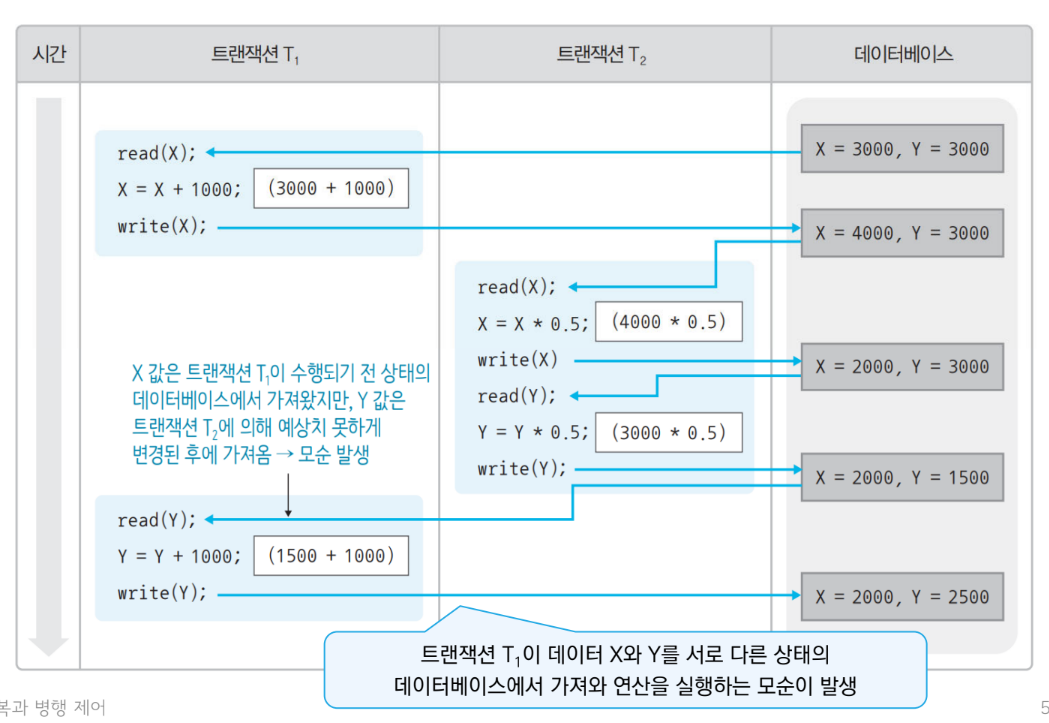 시간 트랜잭션 T₁ 트랜잭션 T₂ 데이터베이스
X = 3000, Y = 3000
read(X);
X = X + 1000; (3000 + 1000)
write(X);
X = 4000, Y = 3000
read(X);
X = X * 0.5; (4000 * 0.5)
write(X)
X = 2000, Y = 3000
read(Y);
Y = Y * 0.5; (3000 * 0.5)
write(Y);
X = 2000, Y = 1500
X 값은 트랜잭션 T₁이 수행되기 전 상태의
데이터베이스에서 가져왔지만, Y 값은
트랜잭션 T₂에 의해 예상치 못하게
변경된 후에 가져옴 → 모순 발생
read(Y);
Y = Y + 1000; (1500 + 1000)
write(Y);
X = 2000, Y = 2500
트랜잭션 T₁이 데이터 X와 Y를 서로 다른 상태의
데이터베이스에서 가져와 연산을 실행하는 모순이 발생
복과 병행 제어
5